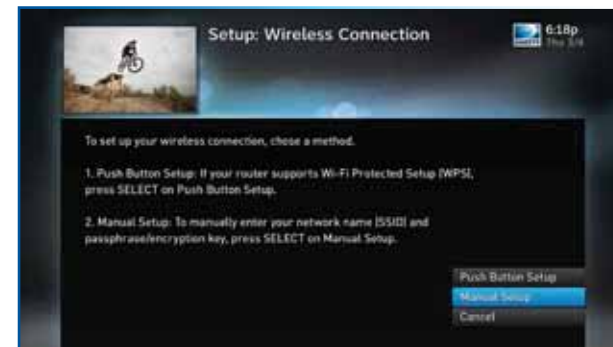 Setup: Wireless Connection
6:18p
Thu 3/4
To set up your wireless connection, chose a method.
1. Push Button Setup: If your router supports Wi-Fi Protected Setup (WPS),
press SELECT on Push Button Setup.
2. Manual Setup: To manually enter your network name (SSID) and
passphrase/encryption key, press SELECT on Manual Setup.
Push Button Setup
Manual Setup
Cancel